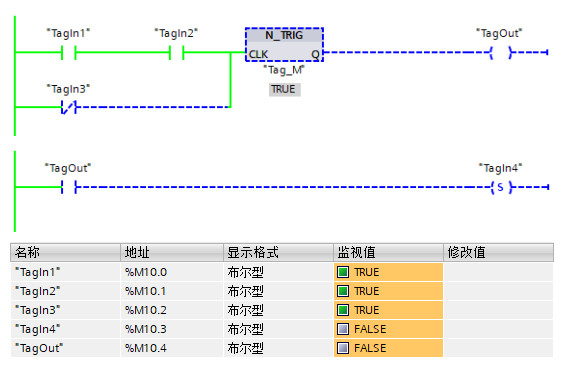 N_TRIG
"TagIn1" "TagIn2" "TagOut"
CLK Q
"Tag_M"
"TagIn3" TRUE
"TagOut" "TagIn4"
S
名称 地址 显示格式 监视值 修改值
"TagIn1" %M10.0 布尔型 TRUE
"TagIn2" %M10.1 布尔型 TRUE
"TagIn3" %M10.2 布尔型 TRUE
"TagIn4" %M10.3 布尔型 FALSE
"TagOut" %M10.4 布尔型 FALSE